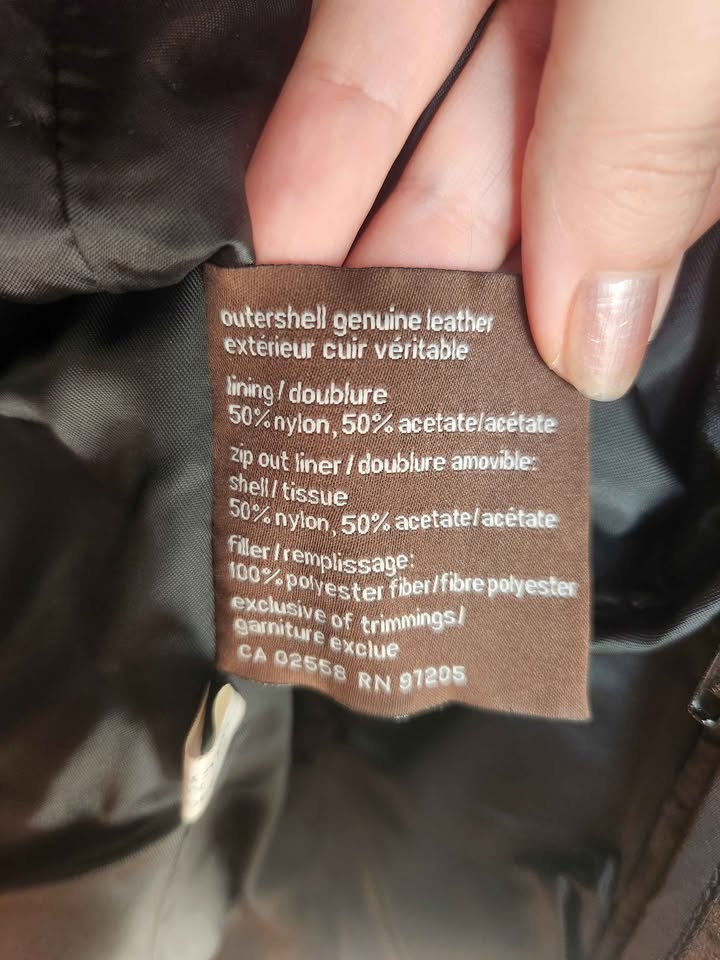 outershell genuine leather
extérieur cuir véritable
lining / doublure
50% nylon, 50% acetate/acétate
zip out liner / doublure amovible:
shell / tissue
50% nylon, 50% acetate/acétate
filler / remplissage:
100% polyester fiber/fibre polyester
exclusive of trimmings/
garniture exclue
CA 02558 RN 97205